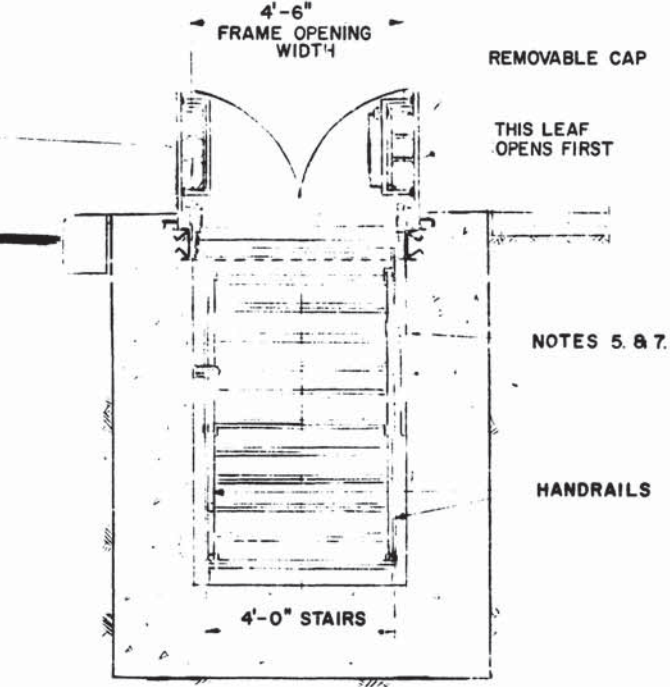 4'-6"
FRAME OPENING
WIDTH
REMOVABLE CAP
THIS LEAF
OPENS FIRST
NOTES 5. & 7.
HANDRAILS
4'-0" STAIRS